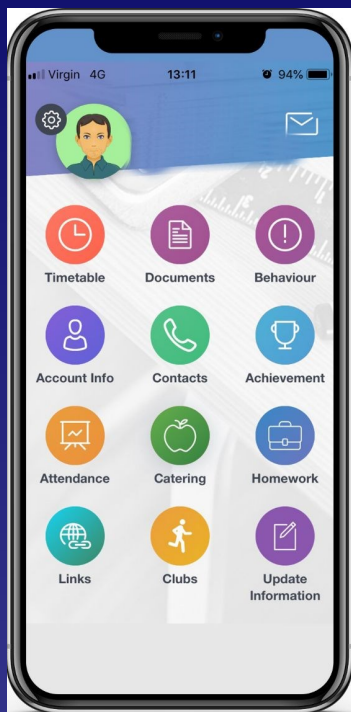 Virgin 4G 13:11 94%
Timetable Documents Behaviour
Account Info Contacts Achievement
Attendance Catering Homework
Links Clubs Update
Information